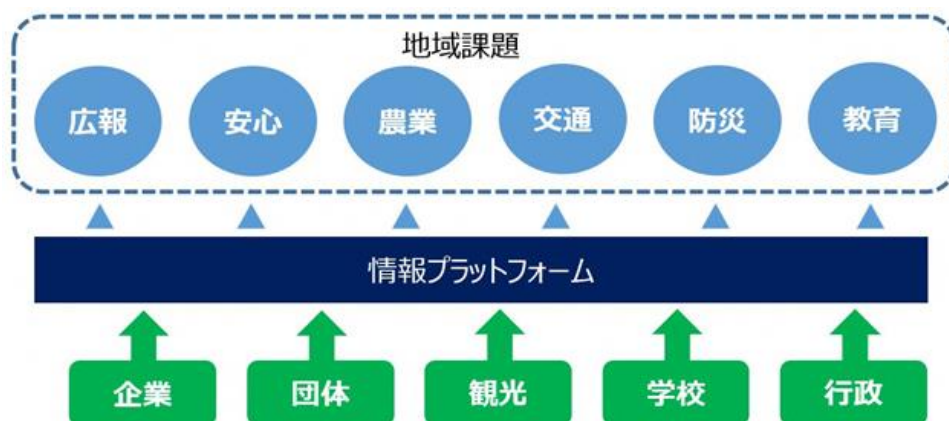 地域課題
広報 安心 農業 交通 防災 教育
情報プラットフォーム
企業 団体 観光 学校 行政